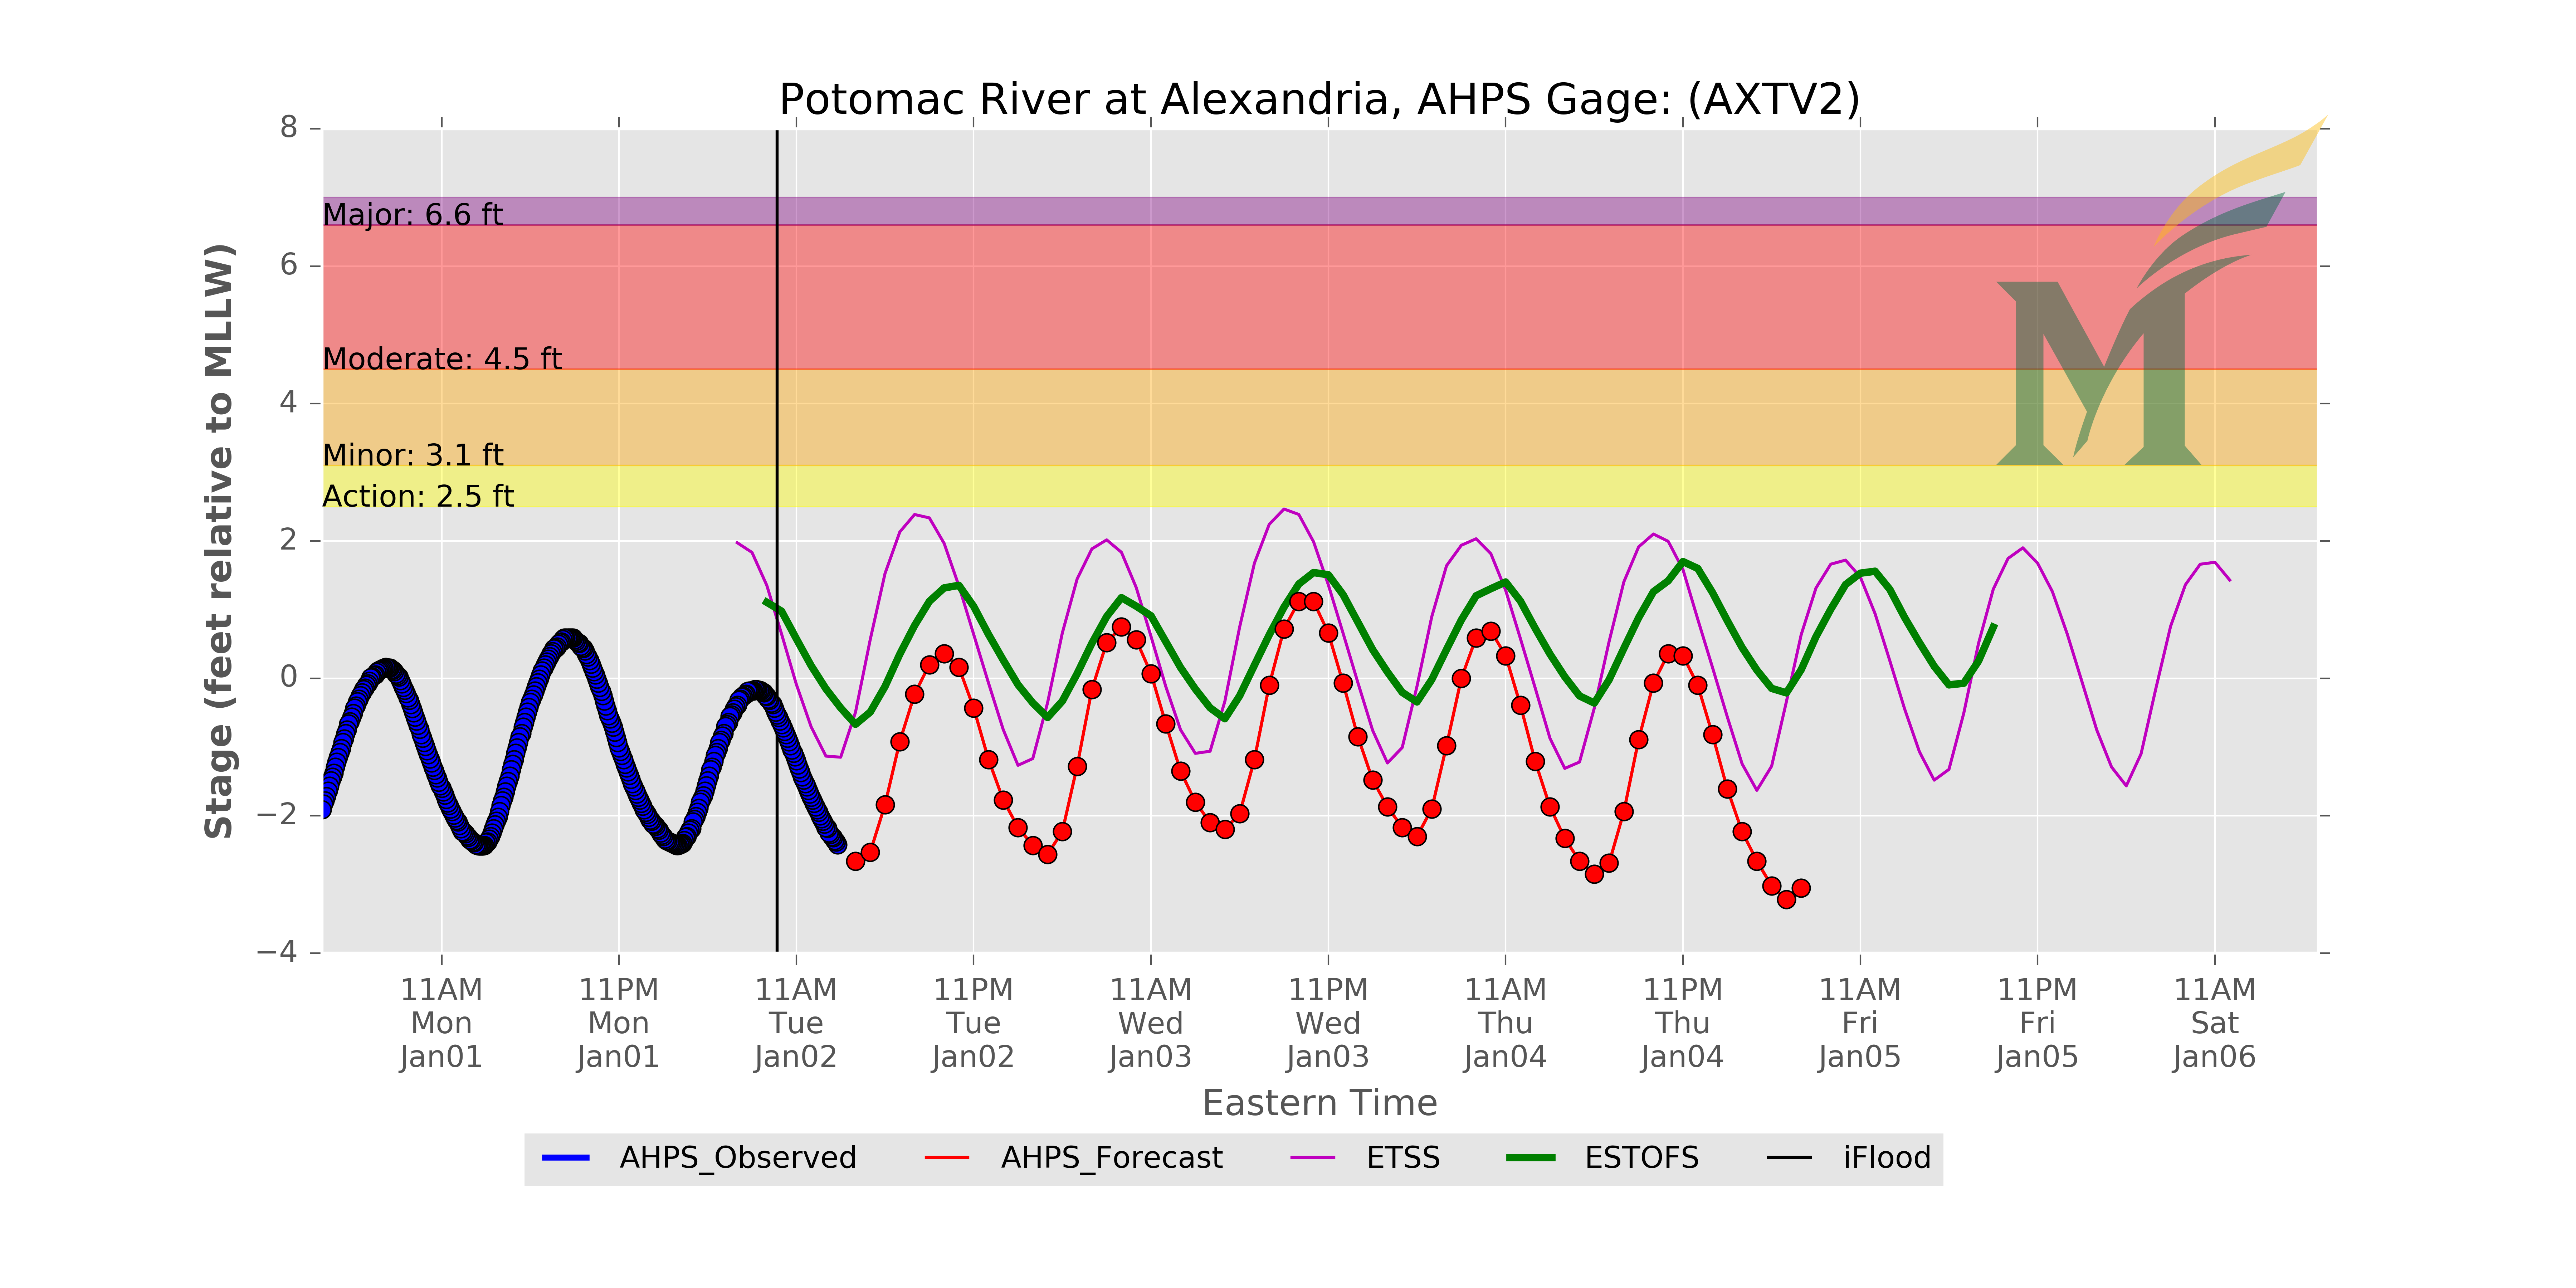 Potomac River at Alexandria, AHPS Gage: (AXTV2)
Stage (feet relative to MLLW)
8
6
4
2
0
−2
−4
Major: 6.6 ft
Moderate: 4.5 ft
Minor: 3.1 ft
Action: 2.5 ft
M
11AM 11PM 11AM 11PM 11AM 11PM 11AM 11PM 11AM 11PM 11AM
Mon Mon Tue Tue Wed Wed Thu Thu Fri Fri Sat
Jan01 Jan01 Jan02 Jan02 Jan03 Jan03 Jan04 Jan04 Jan05 Jan05 Jan06
Eastern Time
AHPS_Observed AHPS_Forecast ETSS ESTOFS iFlood